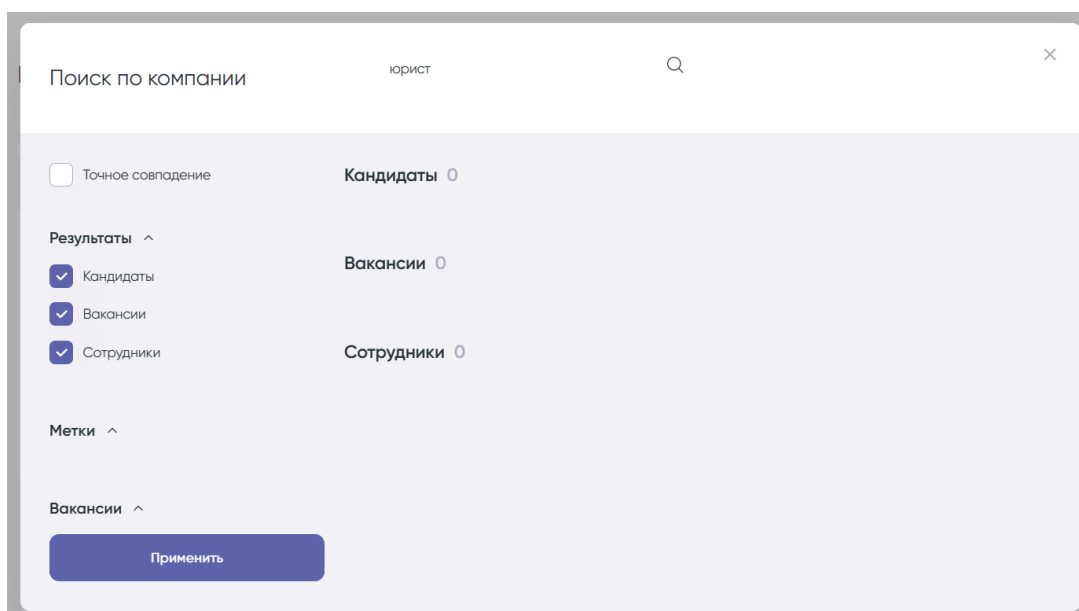 Поиск по компании
юрист
Точное совпадение
Результаты
Кандидаты
Вакансии
Сотрудники
Метки
Вакансии
Применить
Кандидаты 0
Вакансии 0
Сотрудники 0